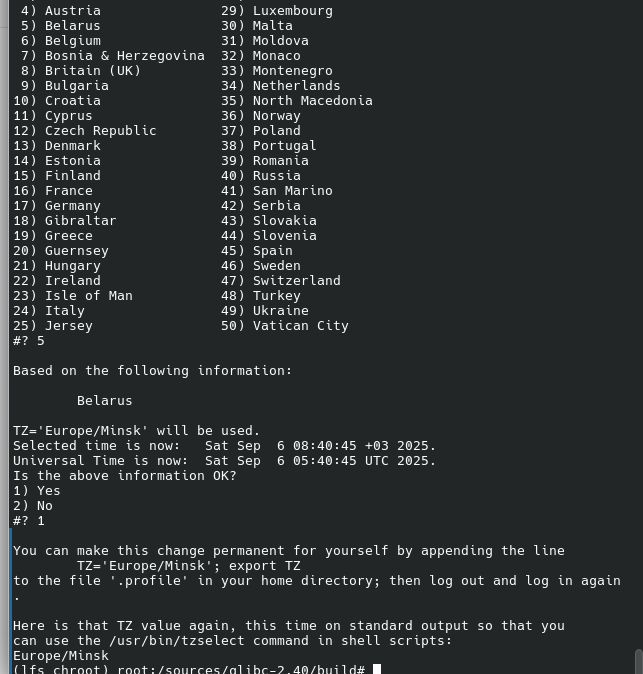 4) Austria               29) Luxembourg
 5) Belarus               30) Malta
 6) Belgium               31) Moldova
 7) Bosnia & Herzegovina  32) Monaco
 8) Britain (UK)          33) Montenegro
 9) Bulgaria              34) Netherlands
10) Croatia               35) North Macedonia
11) Cyprus                36) Norway
12) Czech Republic        37) Poland
13) Denmark               38) Portugal
14) Estonia               39) Romania
15) Finland               40) Russia
16) France                41) San Marino
17) Germany               42) Serbia
18) Gibraltar             43) Slovakia
19) Greece                44) Slovenia
20) Guernsey              45) Spain
21) Hungary               46) Sweden
22) Ireland               47) Switzerland
23) Isle of Man           48) Turkey
24) Italy                 49) Ukraine
25) Jersey                50) Vatican City
#? 5

Based on the following information:

        Belarus

TZ='Europe/Minsk' will be used.
Selected time is now:   Sat Sep  6 08:40:45 +03 2025.
Universal Time is now:  Sat Sep  6 05:40:45 UTC 2025.
Is the above information OK?
1) Yes
2) No
#? 1

You can make this change permanent for yourself by appending the line
        TZ='Europe/Minsk'; export TZ
to the file '.profile' in your home directory; then log out and log in again
.

Here is that TZ value again, this time on standard output so that you
can use the /usr/bin/tzselect command in shell scripts:
Europe/Minsk
(lfs chroot) root:/sources/glibc-2.40/build#